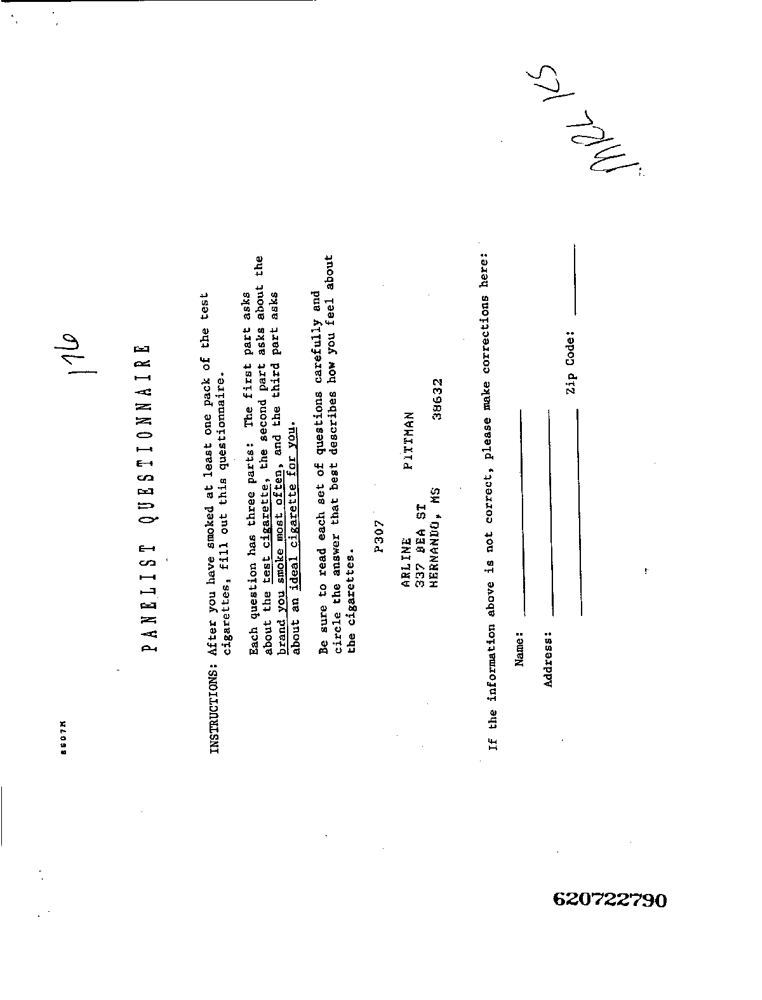 176
PANELIST QUESTIONNAIRE
INSTRUCTIONS: After you have smoked at least one pack of the test
cigarettes, fill out this questionnaire.
Each question has three parts: The first part asks
about the test cigarette, the second part asks about the
brand you smoke most often, and the third part asks
about an ideal cigarette for you.
Be sure to read each set of questions carefully and
circle the answer that best describes how you feel about
the cigarettes.
P307
ARLINE PITTMAN
337 BEA ST
HERNANDO, MS 38632
If the information above is not correct, please make corrections here:
Name:
Address:
Zip Code:
620722790